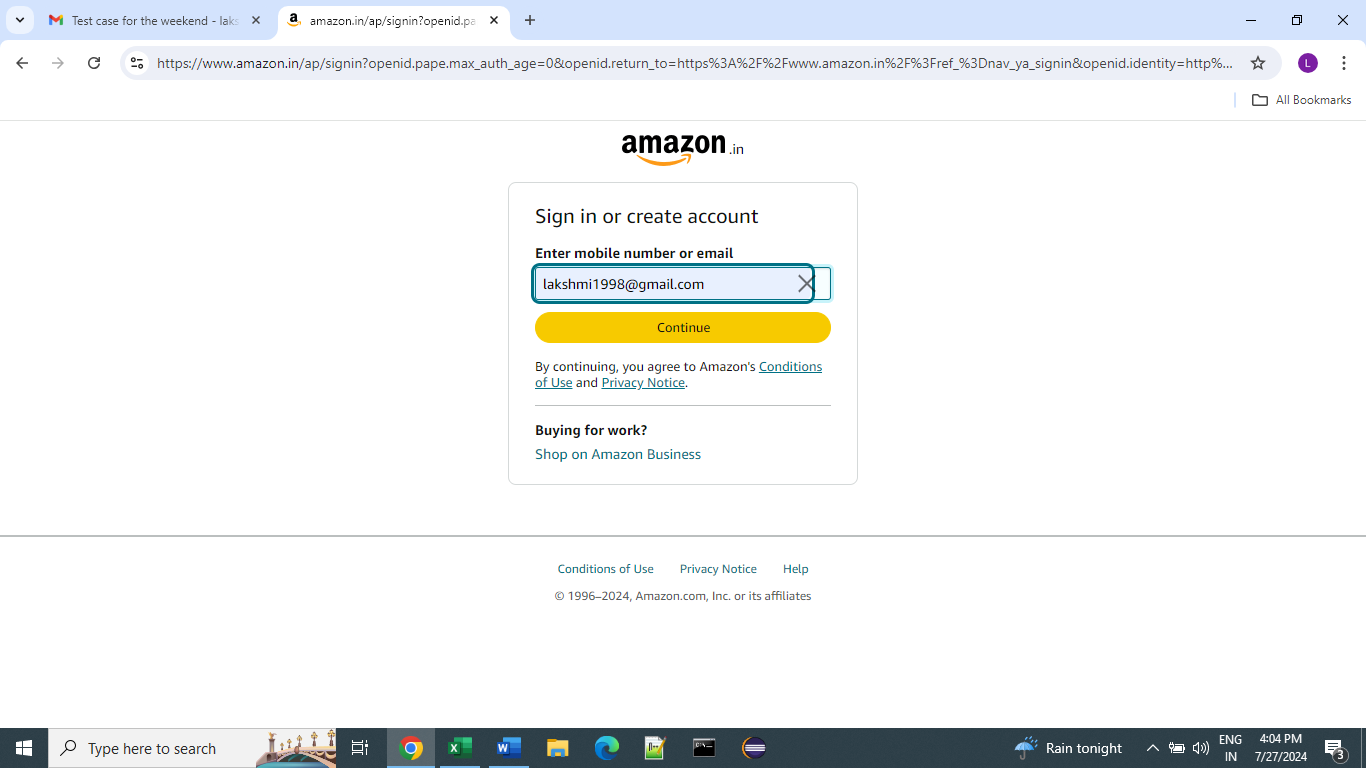 Test case for the weekend - laks
amazon.in/ap/signin?openid.pa
https://www.amazon.in/ap/signin?openid.pape.max_auth_age=0&openid.return_to=https%3A%2F%2Fwww.amazon.in%2F%3Fref_%3Dnav_ya_signin&openid.identity=http%...
L
All Bookmarks
amazon.in
Sign in or create account
Enter mobile number or email
lakshmi1998@gmail.com
Continue
By continuing, you agree to Amazon's Conditions
of Use and Privacy Notice.
Buying for work?
Shop on Amazon Business
Conditions of Use Privacy Notice Help
© 1996–2024, Amazon.com, Inc. or its affiliates
Type here to search
Rain tonight
ENG
IN
4:04 PM
7/27/2024
3